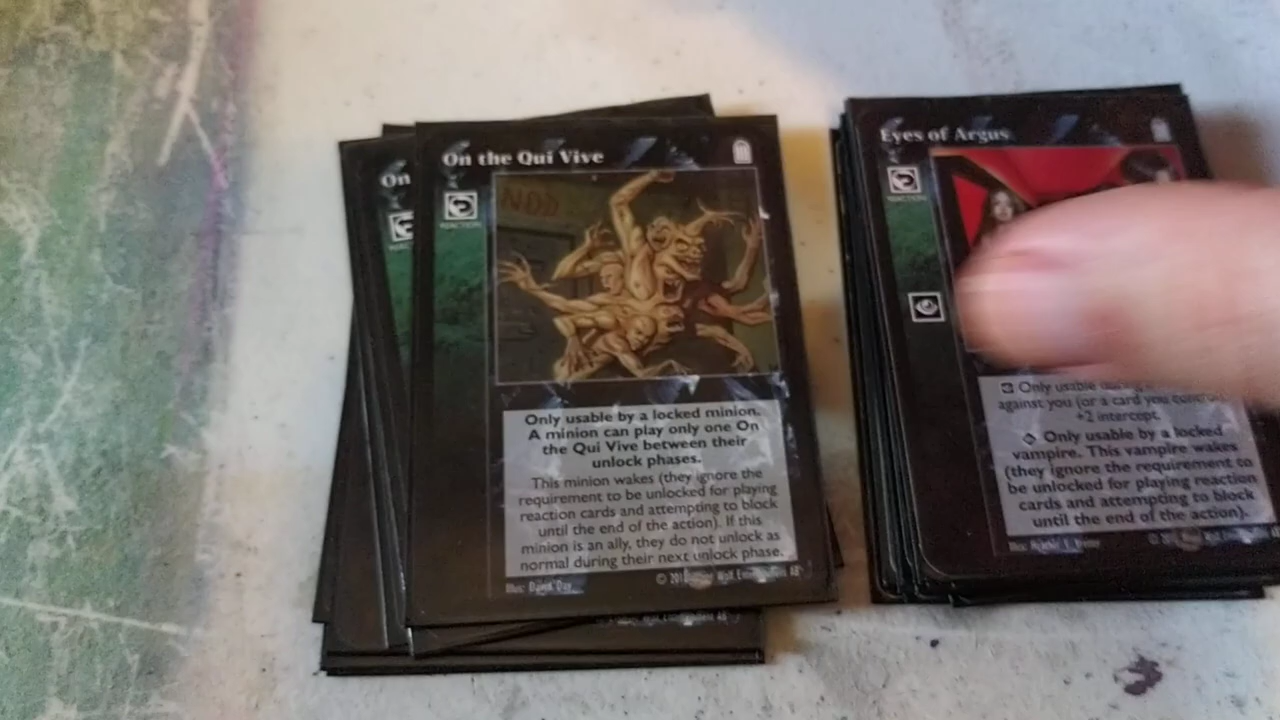 On the Qui Vive
On
REACTION
Only usable by a locked minion.
A minion can play only one On
the Qui Vive between their
unlock phases.
This minion wakes (they ignore the
requirement to be unlocked for playing
reaction cards and attempting to block
until the end of the action). If this
minion is an ally, they do not unlock as
normal during their next unlock phase.
Eyes of Argus
REACTION
Only usable during
against you (or a card you control)
+2 intercept.
Only usable by a locked
vampire. This vampire wakes
(they ignore the requirement to
be unlocked for playing reaction
cards and attempting to block
until the end of the action).